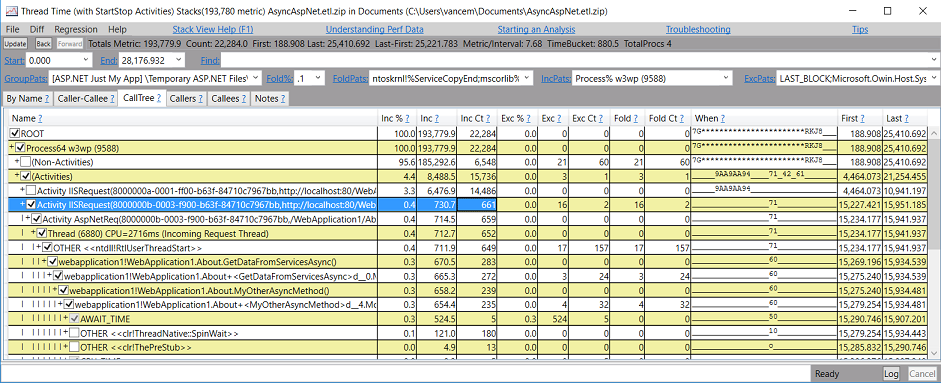 Thread Time (with StartStop Activities) Stacks(193,780 metric) AsyncAspNet.etl.zip in Documents (C:\Users\vancem\Documents\AsyncAspNet.etl.zip)
File Diff Regression Help Stack View Help (F1) Understanding Perf Data Starting an Analysis Troubleshooting Tips
Update Back Forward Totals Metric: 193,779.9 Count: 22,284.0 First: 188.908 Last: 25,410.692 Last-First: 25,221.783 Metric/Interval: 7.68 TimeBucket: 880.5 TotalProcs 4
Start: 0.000 End: 28,176.932 Find:
GroupPats: [ASP.NET Just My App] \Temporary ASP.NET Files\ Fold%: .1 FoldPats: ntoskrnl!%ServiceCopyEnd;mscorlib% IncPats: Process% w3wp (9588) ExcPats: LAST_BLOCK;Microsoft.Owin.Host.Sys
By Name ? Caller-Callee ? CallTree ? Callers ? Callees ? Notes ?
Name ? Inc % ? Inc ? Inc Ct ? Exc % ? Exc ? Exc Ct ? Fold ? Fold Ct ? When ? First ? Last ?
ROOT 100.0 193,779.9 22,284 0.0 0 0 0 0 7G***********************RKJ8__ 188.908 25,410.692
+ Process64 w3wp (9588) 100.0 193,779.9 22,284 0.0 0 0 0 0 7G***********************RKJ8__ 188.908 25,410.692
+ (Non-Activities) 95.6 185,292.6 6,548 0.0 21 60 21 60 7G***********************RKJ8__ 188.908 25,410.692
+ (Activities) 4.4 8,488.5 15,736 0.0 3 1 3 1 9AA9AA94 71_42_61 4,464.073 21,254.455
+ Activity IISRequest(8000000a-0001-ff00-b63f-84710c7967bb,http://localhost:80/WebA 3.3 6,476.9 14,486 0.0 0 0 0 0 9AA9AA94 4,464.073 10,941.197
+ Activity IISRequest(8000000b-0003-f900-b63f-84710c7967bb,http://localhost:80/WebA 0.4 730.7 661 0.0 16 2 16 2 71 15,227.421 15,951.185
+ Activity AspNetReq(8000000b-0003-f900-b63f-84710c7967bb,/WebApplication1/Ab 0.4 714.5 659 0.0 0 0 0 0 71 15,234.177 15,941.937
+ Thread (6880) CPU=2716ms (Incoming Request Thread) 0.4 712.7 652 0.0 0 0 0 0 71 15,234.177 15,941.937
+ OTHER <<ntdll!RtlUserThreadStart>> 0.4 711.9 649 0.0 17 157 17 157 71 15,234.177 15,941.937
+ webapplication1!WebApplication1.About.GetDataFromServicesAsync() 0.3 670.5 283 0.0 0 0 0 0 60 15,269.196 15,934.539
+ webapplication1!WebApplication1.About+<GetDataFromServicesAsync>d__0.M 0.3 665.3 272 0.0 3 24 3 24 60 15,275.240 15,934.539
+ webapplication1!WebApplication1.About.MyOtherAsyncMethod() 0.3 658.2 239 0.0 0 0 0 0 60 15,275.240 15,934.481
+ webapplication1!WebApplication1.About+<MyOtherAsyncMethod>d__4.Mo 0.3 654.4 235 0.0 4 32 4 32 60 15,279.254 15,934.481
+ AWAIT_TIME 0.3 524.5 5 0.3 524 5 0 0 50 15,290.746 15,907.201
+ OTHER <<clr!ThreadNative::SpinWait>> 0.1 121.0 180 0.0 0 0 0 0 10 15,279.254 15,934.443
+ OTHER <<clr!ThePreStub>> 0.0 4.9 13 0.0 0 0 0 0 o 15,285.832 15,290.746
Ready Log Cancel